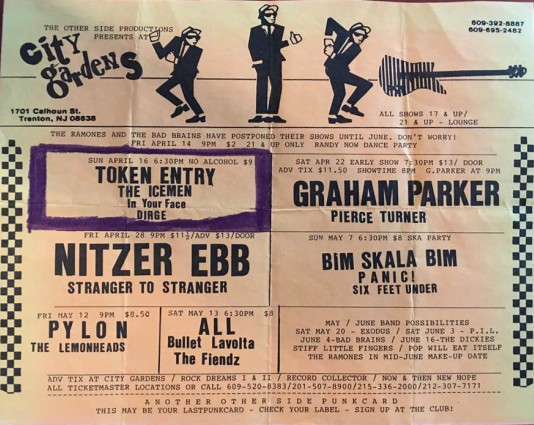 THE OTHER SIDE PRODUCTIONS
PRESENTS AT
city gardens
609-392-8887
609-695-2482
1701 Calhoun St.
Trenton, NJ 08638
ALL SHOWS 17 & UP/
21 & UP - LOUNGE
THE RAMONES AND THE BAD BRAINS HAVE POSTPONED THEIR SHOWS UNTIL JUNE. DON'T WORRY!
FRI APRIL 14 9PM $2 21 & UP ONLY RANDY NOW DANCE PARTY
SUN APRIL 16 6:30PM NO ALCOHOL $9
TOKEN ENTRY
THE ICEMEN
In Your Face
DIRGE
SAT APR 22 EARLY SHOW 7:30PM $13/ DOOR
ADV TIX $11.50 SHOWTIME 8PM G.PARKER AT 9PM
GRAHAM PARKER
PIERCE TURNER
FRI APRIL 28 9PM $11½/ADV $13/DOOR
NITZER EBB
STRANGER TO STRANGER
SUN MAY 7 6:30PM $8 SKA PARTY
BIM SKALA BIM
PANIC!
SIX FEET UNDER
FRI MAY 12 9PM $8.50
PYLON
THE LEMONHEADS
SAT MAY 13 6:30PM $8
ALL
Bullet Lavolta
The Fiendz
MAY / JUNE BAND POSSIBILITIES
SAT MAY 20 - EXODUS / SAT JUNE 3 - P.I.L.
JUNE 4-BAD BRAINS / JUNE 16-THE DICKIES
STIFF LITTLE FINGERS / POP WILL EAT ITSELF
THE RAMONES IN MID-JUNE MAKE-UP DATE
ADV TIX AT CITY GARDENS / ROCK DREAMS I & II / RECORD COLLECTOR / NOW & THEN NEW HOPE
ALL TICKETMASTER LOCATIONS OR CALL 609-520-8383/201-507-8900/215-336-2000/212-307-7171
ANOTHER OTHER SIDE PUNKCARD
THIS MAY BE YOUR LASTPUNKCARD - CHECK YOUR LABEL - SIGN UP AT THE CLUB!